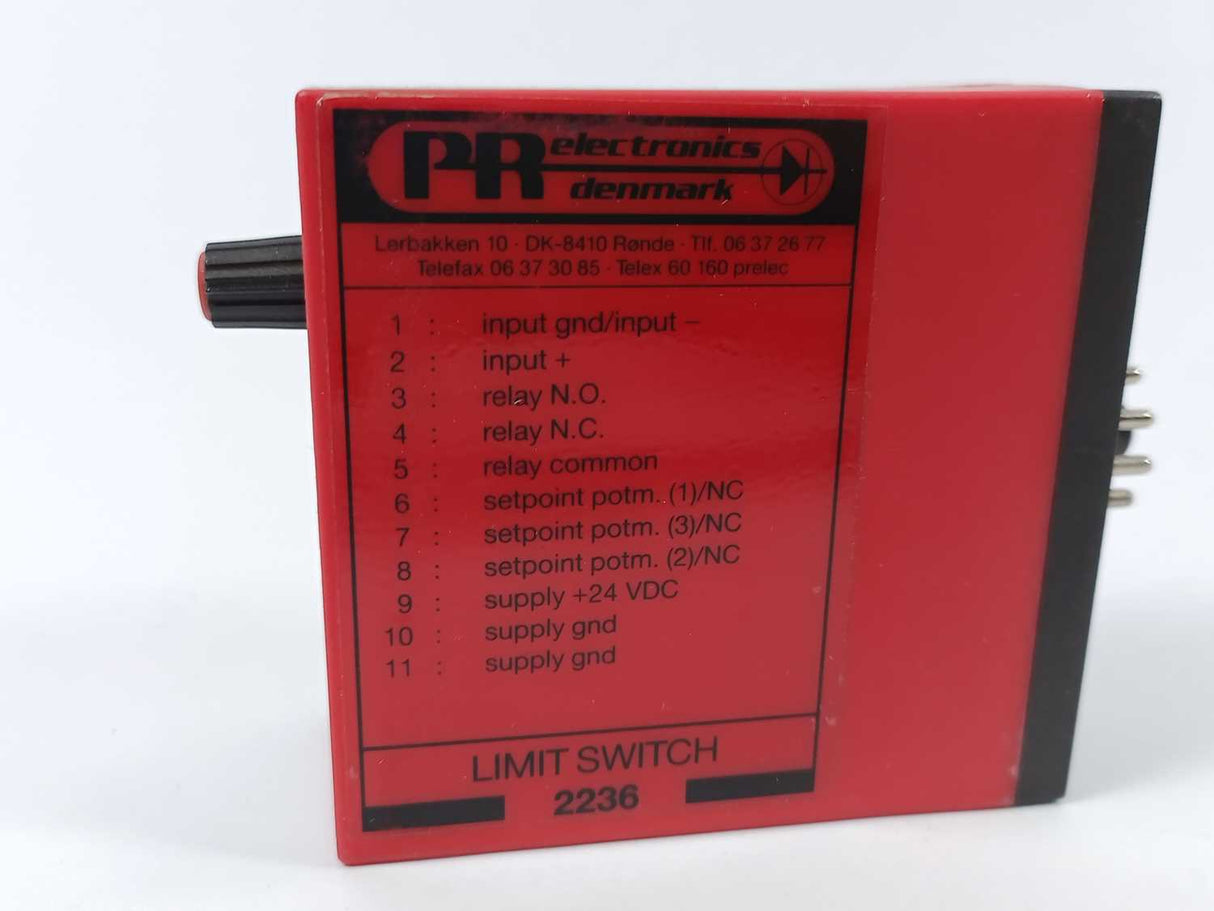 PR electronics
denmark
Lerbakken 10 · DK-8410 Rønde · Tlf. 06 37 26 77
Telefax 06 37 30 85 · Telex 60 160 prelec
1 : input gnd/input –
2 : input +
3 : relay N.O.
4 : relay N.C.
5 : relay common
6 : setpoint potm. (1)/NC
7 : setpoint potm. (3)/NC
8 : setpoint potm. (2)/NC
9 : supply +24 VDC
10 : supply gnd
11 : supply gnd
LIMIT SWITCH
2236